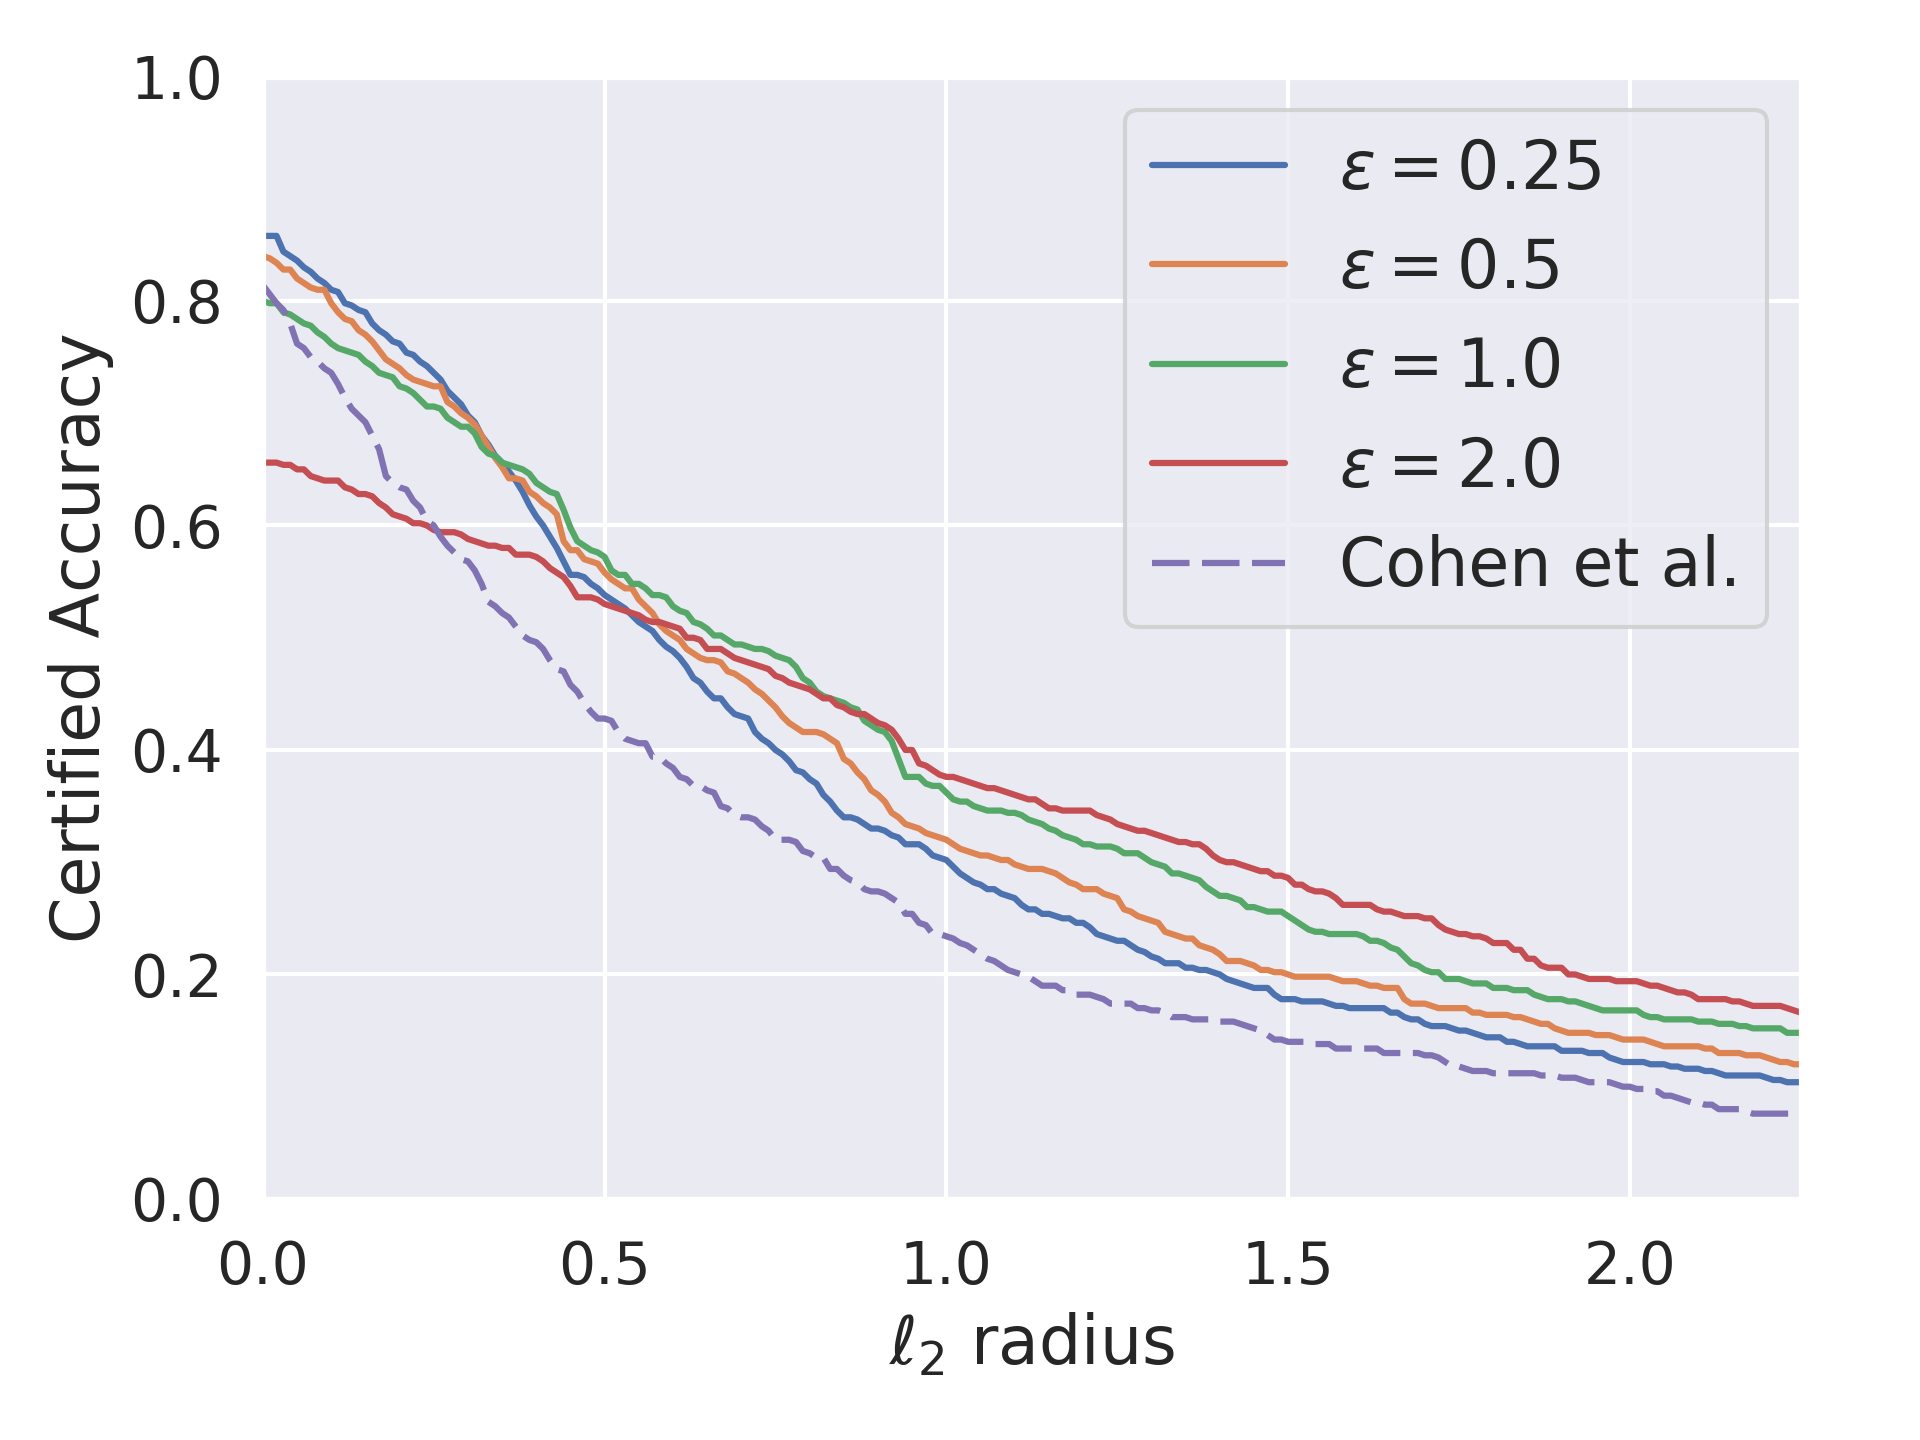 1.0
0.8
0.6
0.4
0.2
0.0
Certified Accuracy
ε = 0.25
ε = 0.5
ε = 1.0
ε = 2.0
Cohen et al.
0.0 0.5 1.0 1.5 2.0
ℓ₂ radius